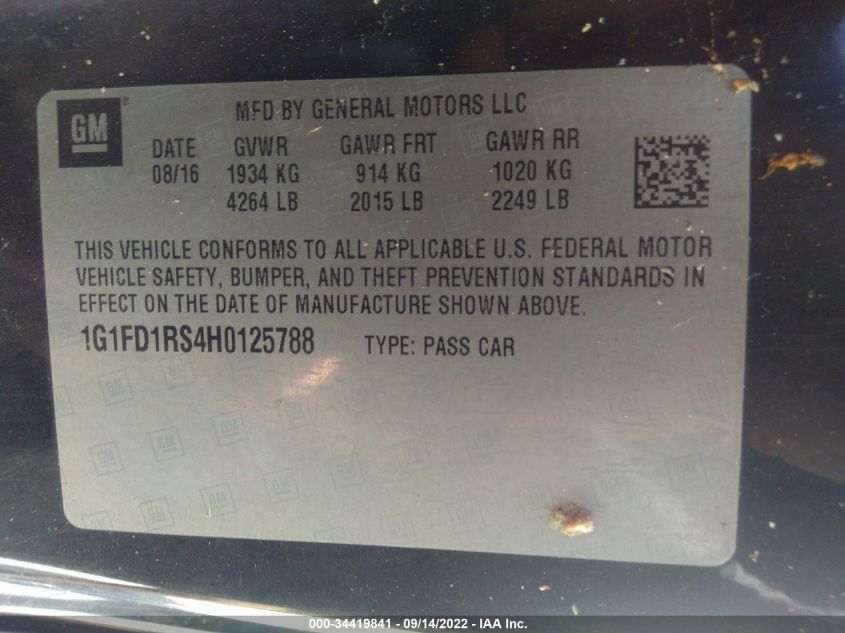 GM®
MFD BY GENERAL MOTORS LLC
DATE GVWR GAWR FRT GAWR RR
08/16 1934 KG 914 KG 1020 KG
4264 LB 2015 LB 2249 LB
THIS VEHICLE CONFORMS TO ALL APPLICABLE U.S. FEDERAL MOTOR
VEHICLE SAFETY, BUMPER, AND THEFT PREVENTION STANDARDS IN
EFFECT ON THE DATE OF MANUFACTURE SHOWN ABOVE.
1G1FD1RS4H0125788 TYPE: PASS CAR
000-34419841 - 09/14/2022 - IAA Inc.